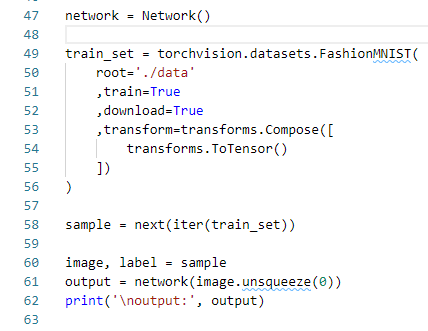 47 network = Network()
48
49 train_set = torchvision.datasets.FashionMNIST(
50     root='./data'
51     ,train=True
52     ,download=True
53     ,transform=transforms.Compose([
54         transforms.ToTensor()
55     ])
56 )
57
58 sample = next(iter(train_set))
59
60 image, label = sample
61 output = network(image.unsqueeze(0))
62 print('\noutput:', output)
63